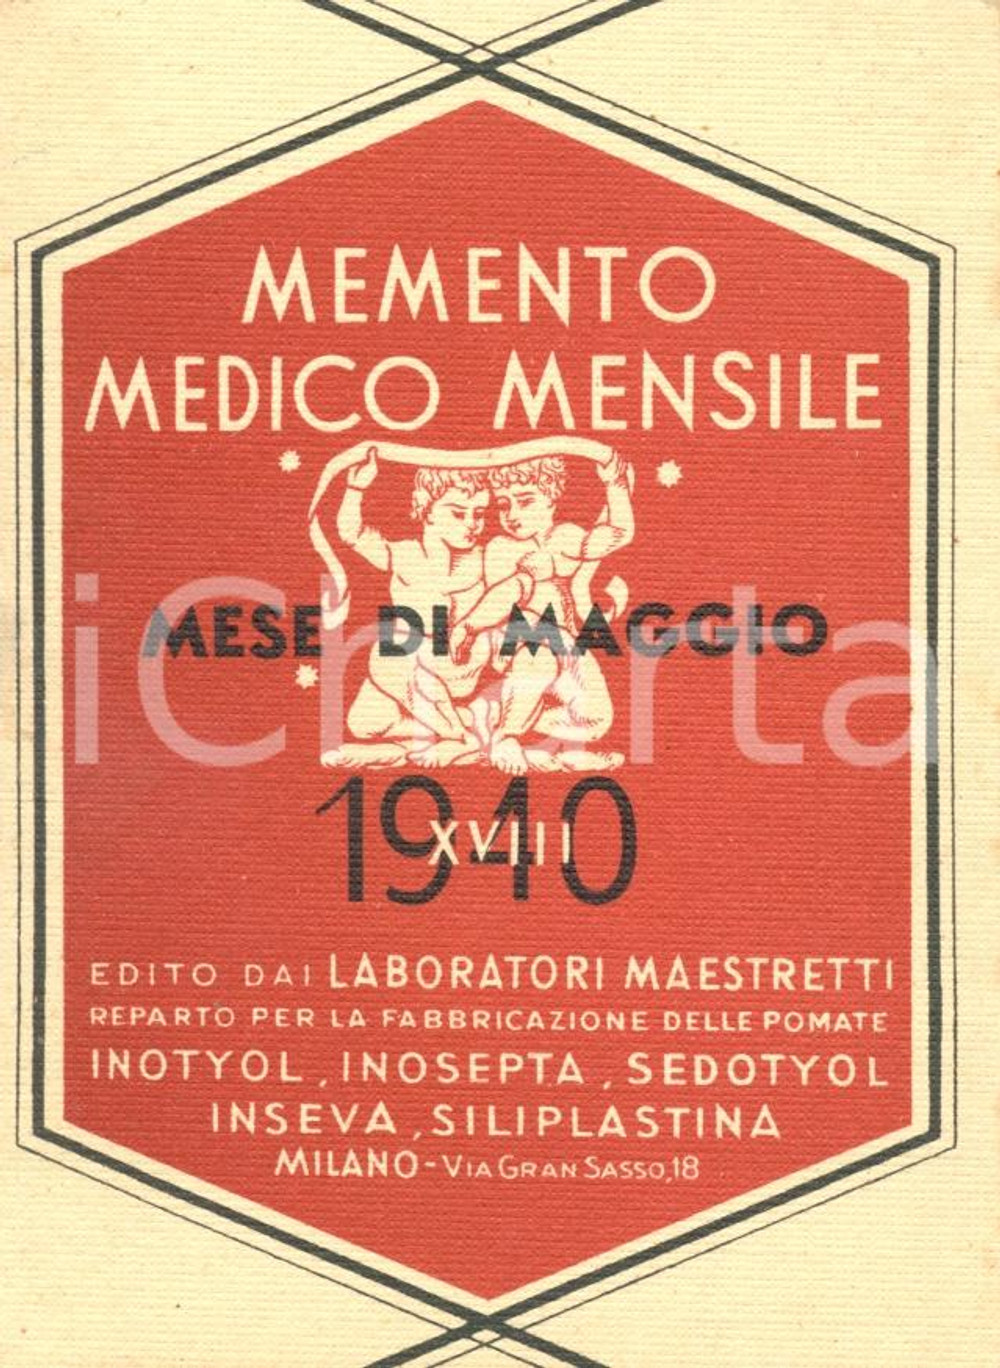 MEMENTO
MEDICO MENSILE
MESE DI MAGGIO
iCharta
1940
XVIII
EDITO DAI LABORATORI MAESTRETTI
REPARTO PER LA FABBRICAZIONE DELLE POMATE
INOTYOL, INOSEPTA, SEDOTYOL
INSEVA, SILIPLASTINA
MILANO - VIA GRAN SASSO, 18